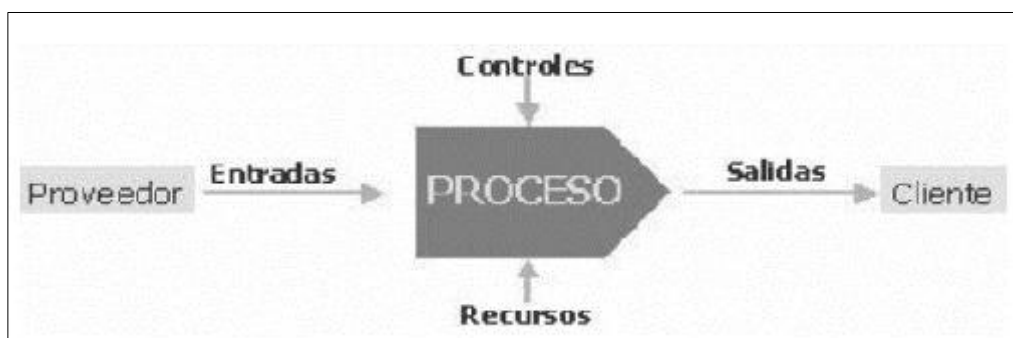 Controles
Proveedor
Entradas
PROCESO
Salidas
Cliente
Recursos